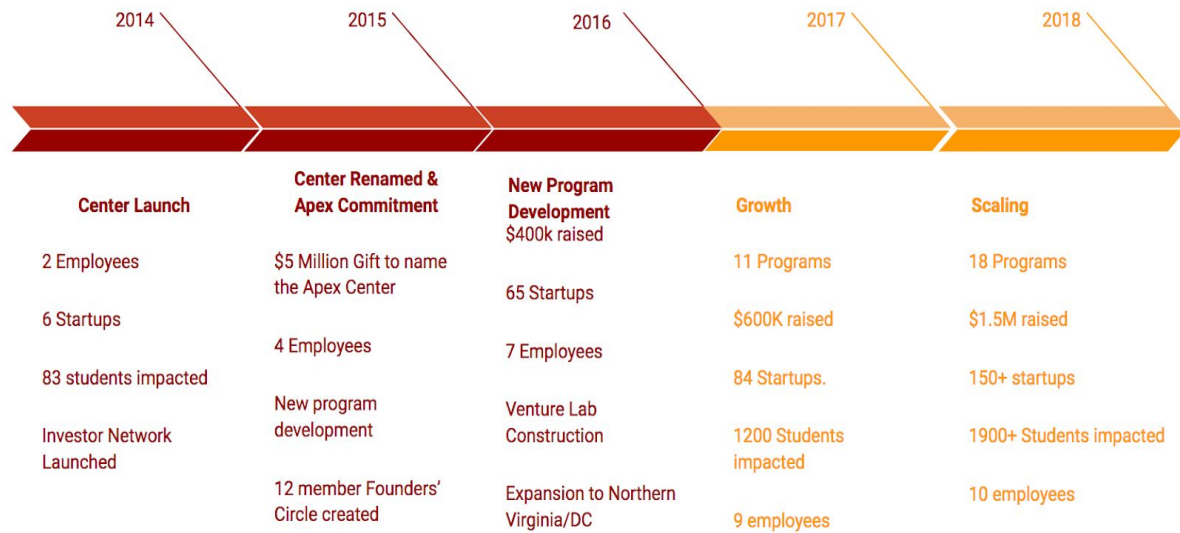 2014
2015
2016
2017
2018
Center Launch
2 Employees
6 Startups
83 students impacted
Investor Network
Launched
Center Renamed &
Apex Commitment
$5 Million Gift to name
the Apex Center
4 Employees
New program
development
12 member Founders’
Circle created
New Program
Development
$400k raised
65 Startups
7 Employees
Venture Lab
Construction
Expansion to Northern
Virginia/DC
Growth
11 Programs
$600K raised
84 Startups.
1200 Students
impacted
9 employees
Scaling
18 Programs
$1.5M raised
150+ startups
1900+ Students impacted
10 employees